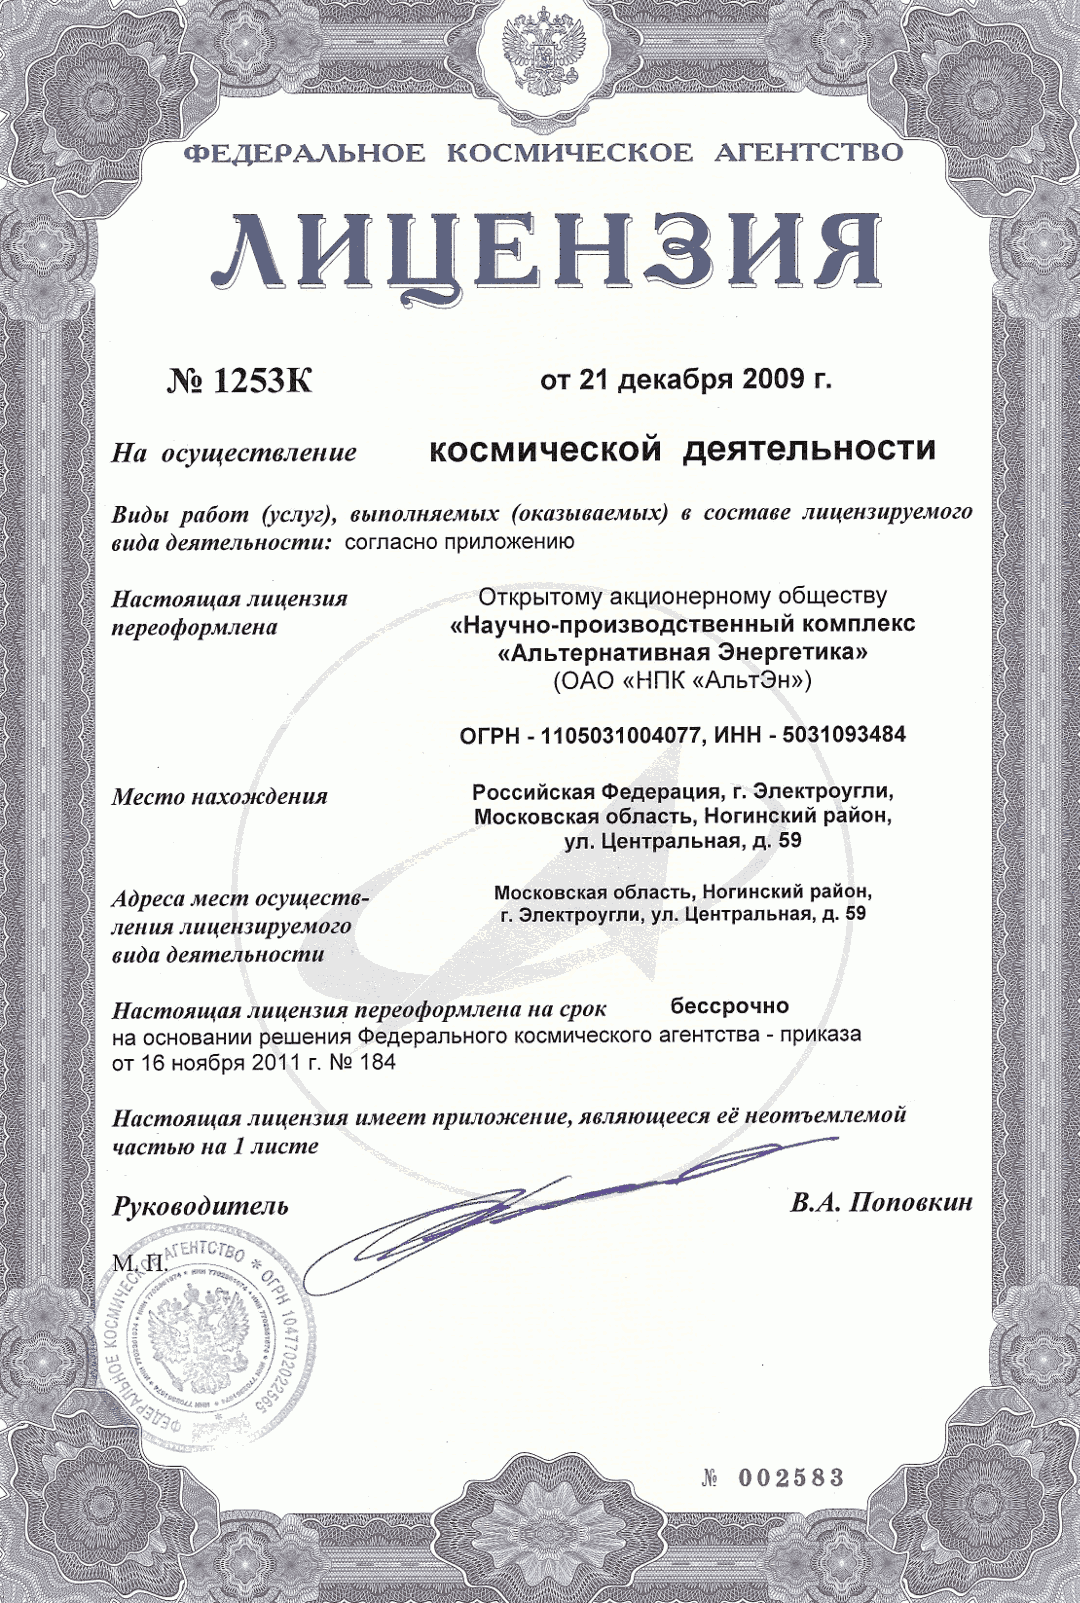 ФЕДЕРАЛЬНОЕ КОСМИЧЕСКОЕ АГЕНТСТВО
ЛИЦЕНЗИЯ
№ 1253К от 21 декабря 2009 г.
На осуществление космической деятельности
Виды работ (услуг), выполняемых (оказываемых) в составе лицензируемого
вида деятельности: согласно приложению
Настоящая лицензия
переоформлена
Открытому акционерному обществу
«Научно-производственный комплекс
«Альтернативная Энергетика»
(ОАО «НПК «АльтЭн»)
ОГРН - 1105031004077, ИНН - 5031093484
Место нахождения
Российская Федерация, г. Электроугли,
Московская область, Ногинский район,
ул. Центральная, д. 59
Адреса мест осуществ-
ления лицензируемого
вида деятельности
Московская область, Ногинский район,
г. Электроугли, ул. Центральная, д. 59
Настоящая лицензия переоформлена на срок бессрочно
на основании решения Федерального космического агентства - приказа
от 16 ноября 2011 г. № 184
Настоящая лицензия имеет приложение, являющееся её неотъемлемой
частью на 1 листе
Руководитель В.А. Поповкин
М. П.
ФЕДЕРАЛЬНОЕ КОСМИЧЕСКОЕ АГЕНТСТВО * ОГРН 1047702022565 *
№ 002583